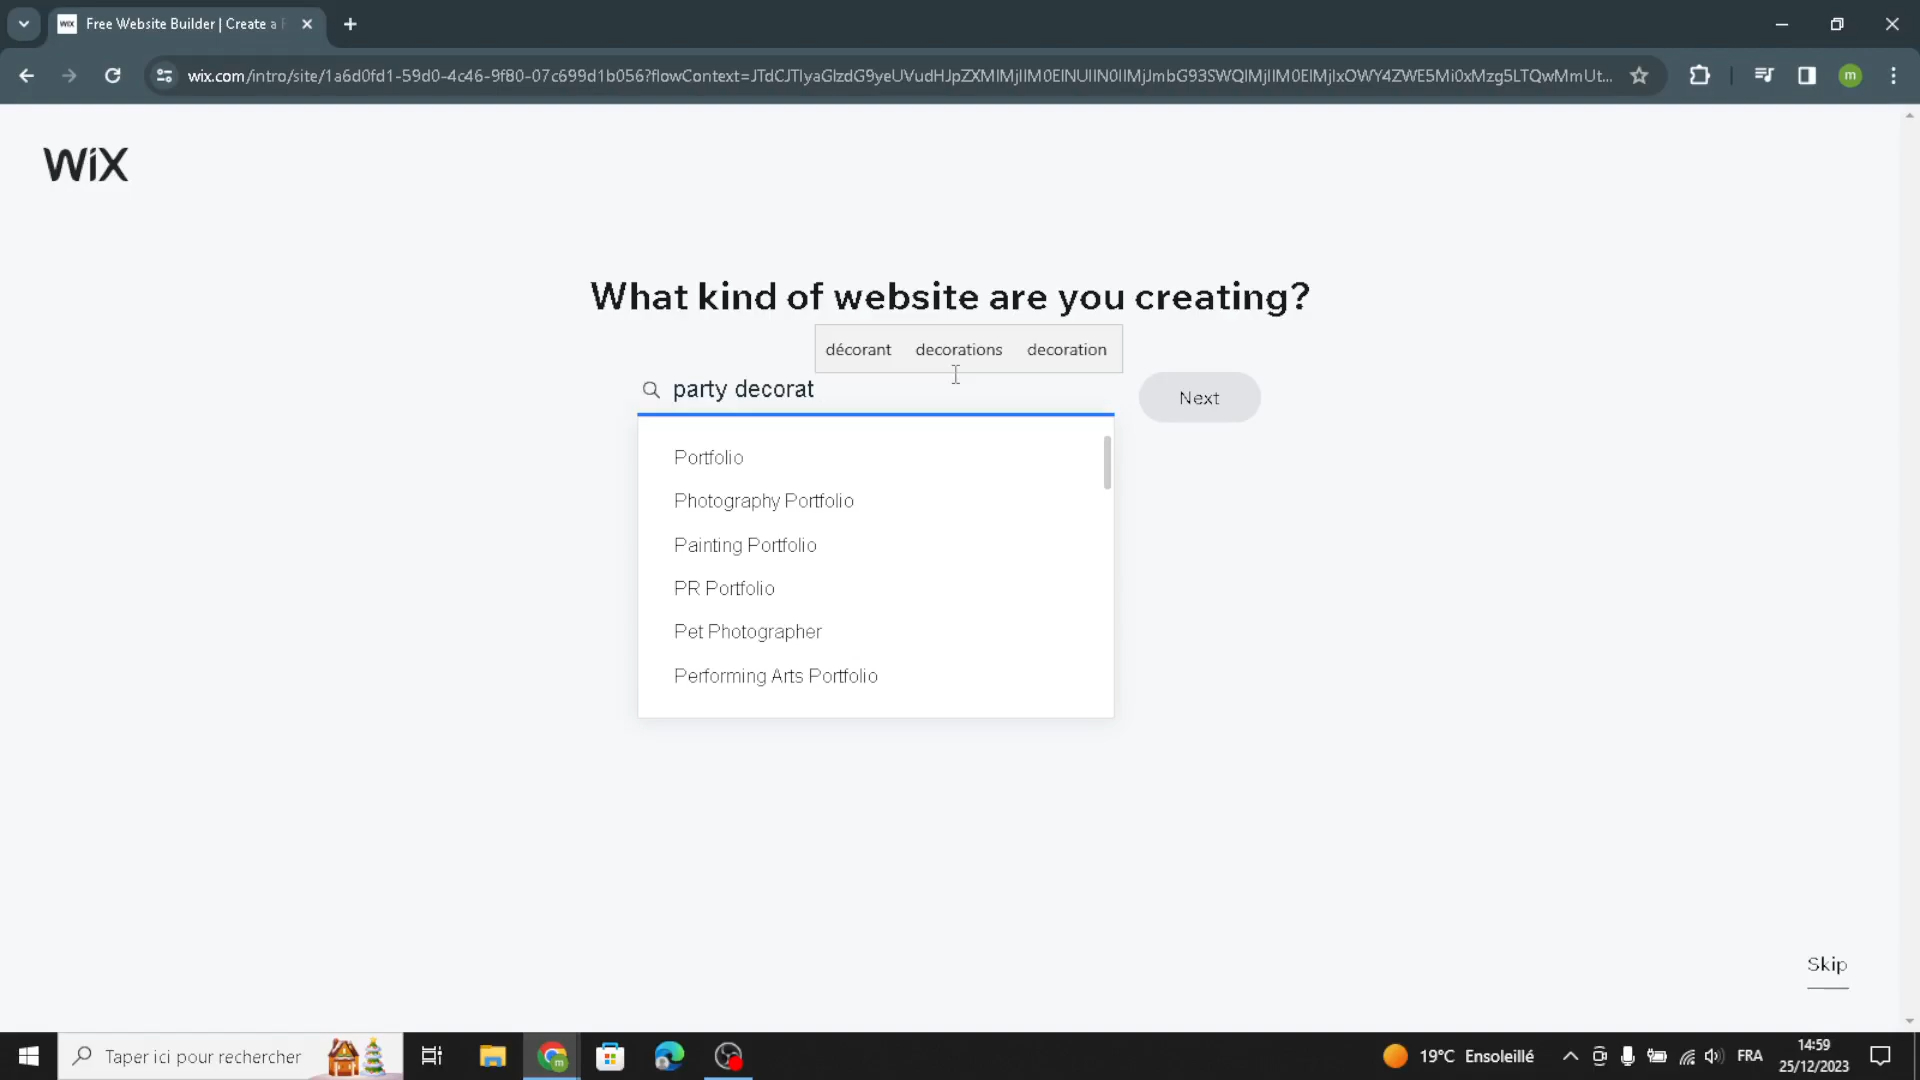 Free Website Builder | Create a
wix.com/intro/site/1a6d0fd1-59d0-4c46-9f80-07c699d1b056?flowContext=
m
WiX
What kind of website are you creating?
décorant decorations decoration
party decorat
Next
Portfolio
Photography Portfolio
Painting Portfolio
PR Portfolio
Pet Photographer
Performing Arts Portfolio
Skip
Taper ici pour rechercher
19°C Ensoleillé
FRA
14:59
25/12/2023